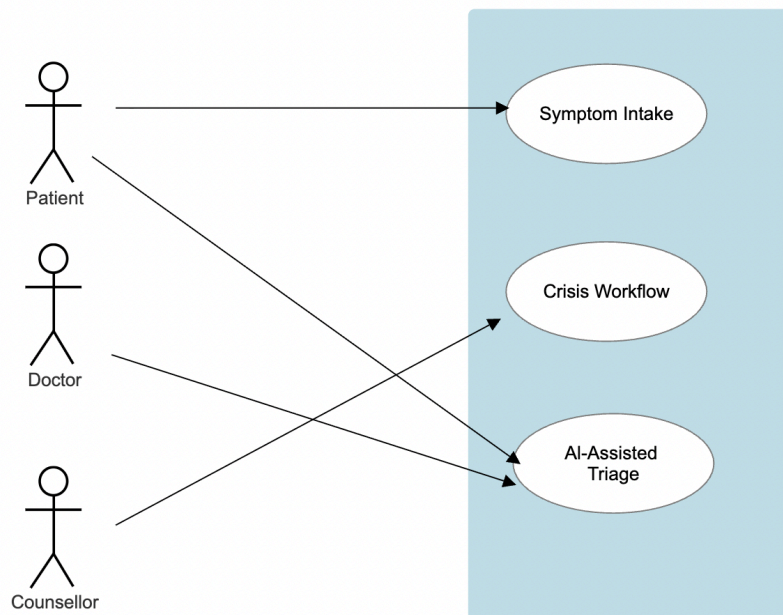 Symptom Intake
Patient
Crisis Workflow
Doctor
AI-Assisted
Triage
Counsellor